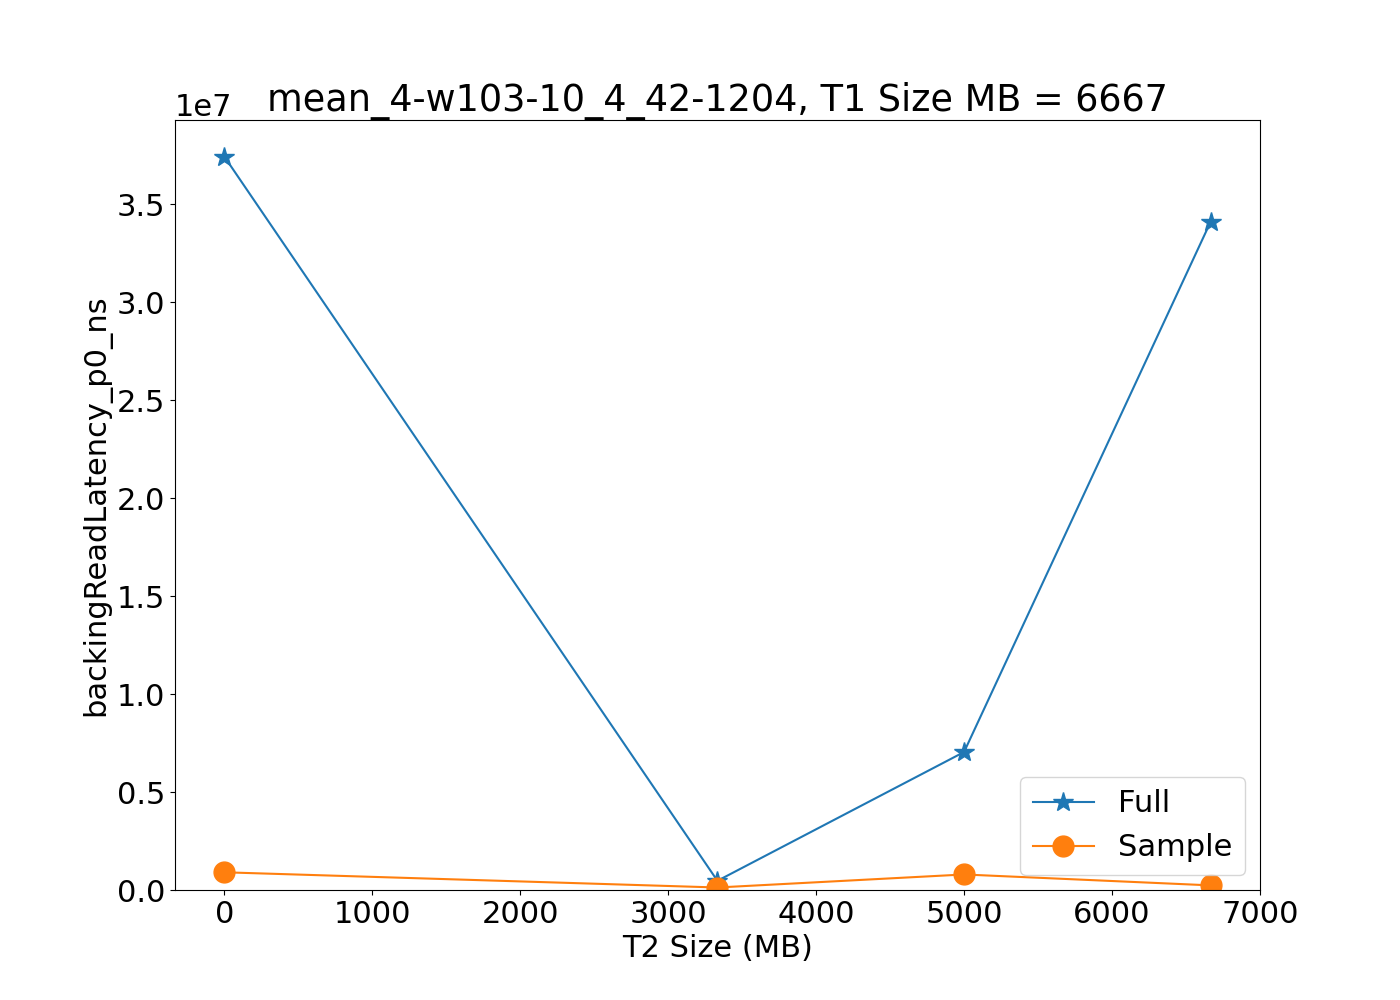 1e7
mean_4-w103-10_4_42-1204, T1 Size MB = 6667
backingReadLatency_p0_ns
3.5
3.0
2.5
2.0
1.5
1.0
0.5
0.0
Full
Sample
0 1000 2000 3000 4000 5000 6000 7000
T2 Size (MB)